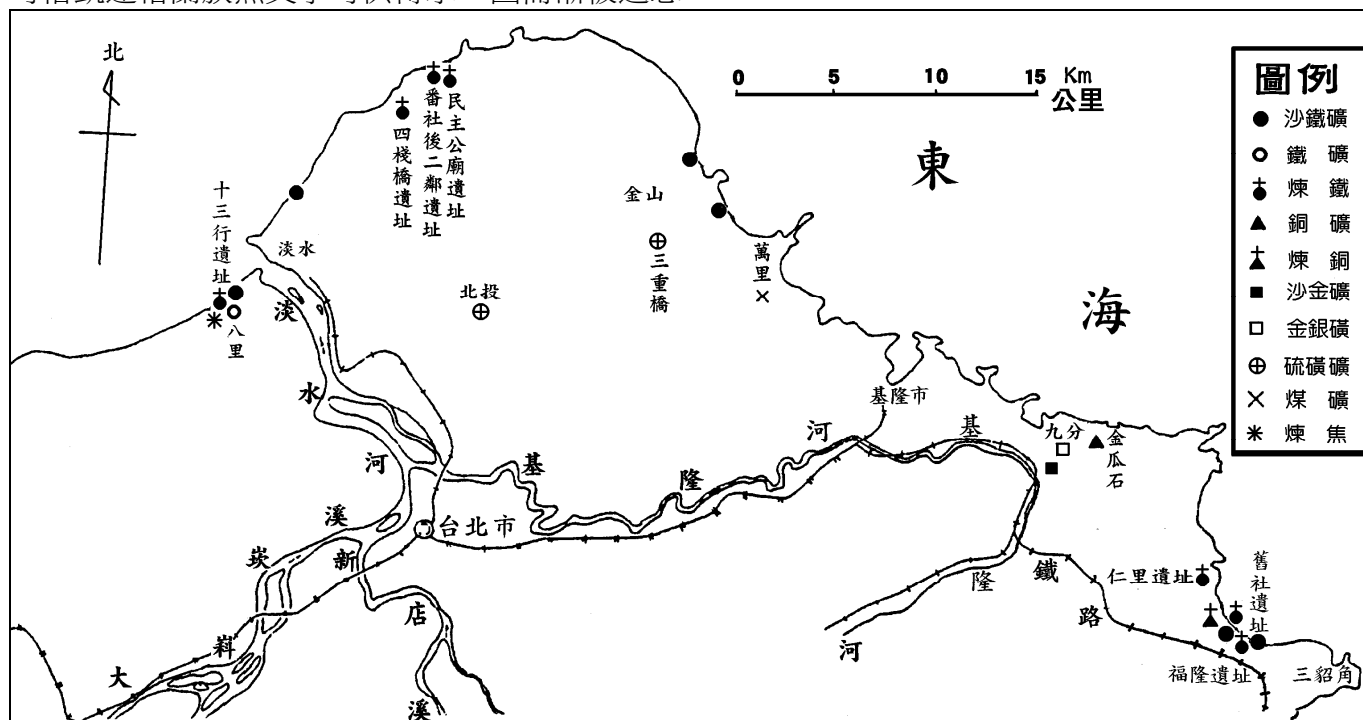 北
0 5 10 15 Km
公里
東
海
圖例
沙鐵礦
鐵礦
煉鐵
銅礦
煉銅
沙金礦
金銀礦
硫磺礦
煤礦
煉焦
民主公廟遺址
番社後二鄰遺址
四棧橋遺址
十三行遺址
淡水
八里
北投
金山
三重橋
萬里
淡水河
基隆河
基隆市
九分
金瓜石
台北市
新店溪
大嵙崁溪
基隆河
鐵路
仁里遺址
舊社遺址
福隆遺址
三貂角